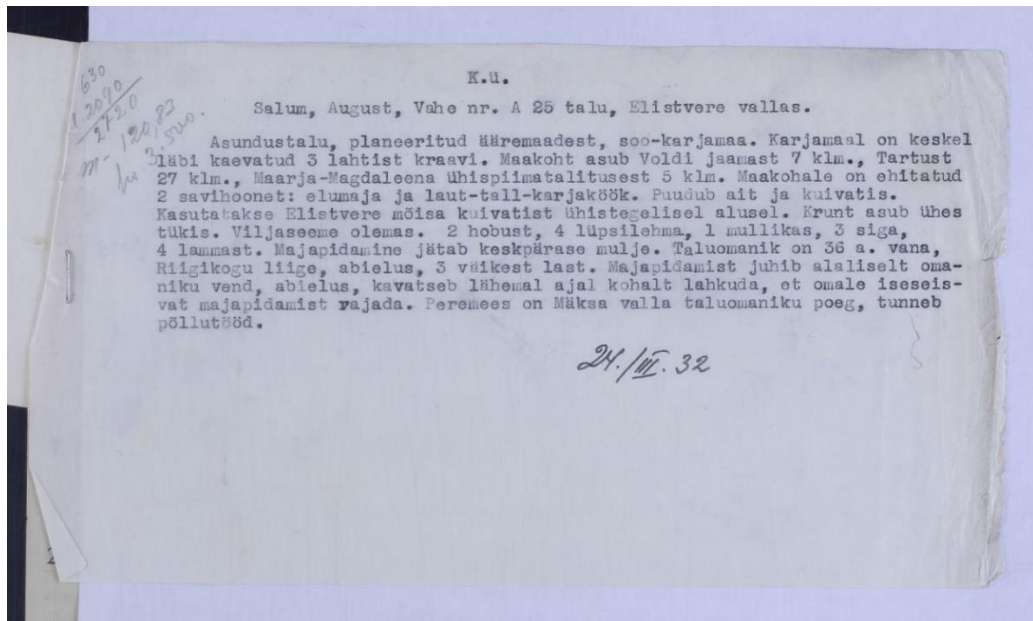 K.ü.
630
2090
2720
120,82
3.500.
Salum, August, Vahe nr. A 25 talu, Elistvere vallas.
Asundustalu, planeeritud ääremaadest, soo-karjamaa. Karjamaal on keskel
läbi kaevatud 3 lahtist kraavi. Maakoht asub Voldi jaamast 7 klm., Tartust
27 klm., Maarja-Magdaleena ühispiimatalitusest 5 klm. Maakohale on ehitatud
2 savihoonet: elumaja ja laut-tall-karjaköök. Puudub ait ja kuivatis.
Kasutatakse Elistvere mõisa kuivatist ühistegelisel alusel. Krunt asub ühes
tükis. Viljaseeme olemas. 2 hobust, 4 lüpsilehma, 1 mullikas, 3 siga,
4 lammast. Majapidamine jätab keskpärase mulje. Taluomanik on 36 a. vana,
Riigikogu liige, abielus, 3 väikest last. Majapidamist juhib alaliselt oma-
niku vend, abielus, kavatseb lähemal ajal kohalt lahkuda, et omale iseseis-
vat majapidamist rajada. Peremees on Mäksa valla taluomaniku poeg, tunneb
põllutööd.
24./III. 32